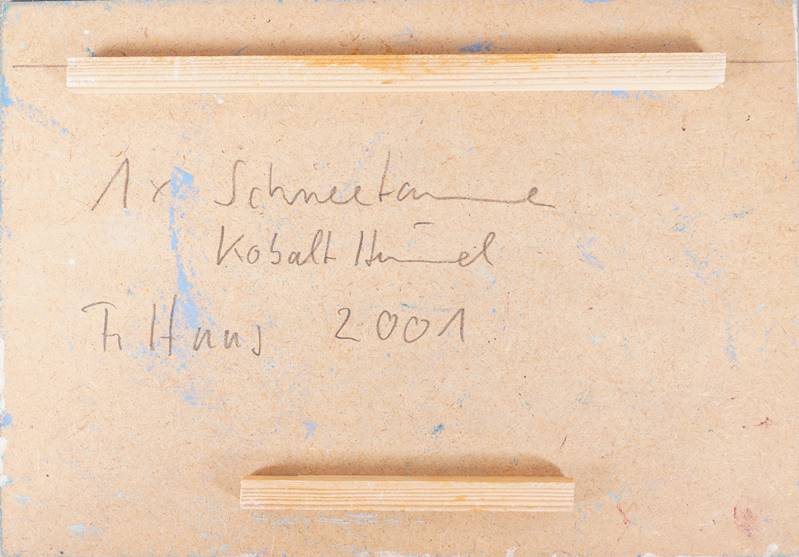 1x Schneetanne
Kobalt Himmel
2001